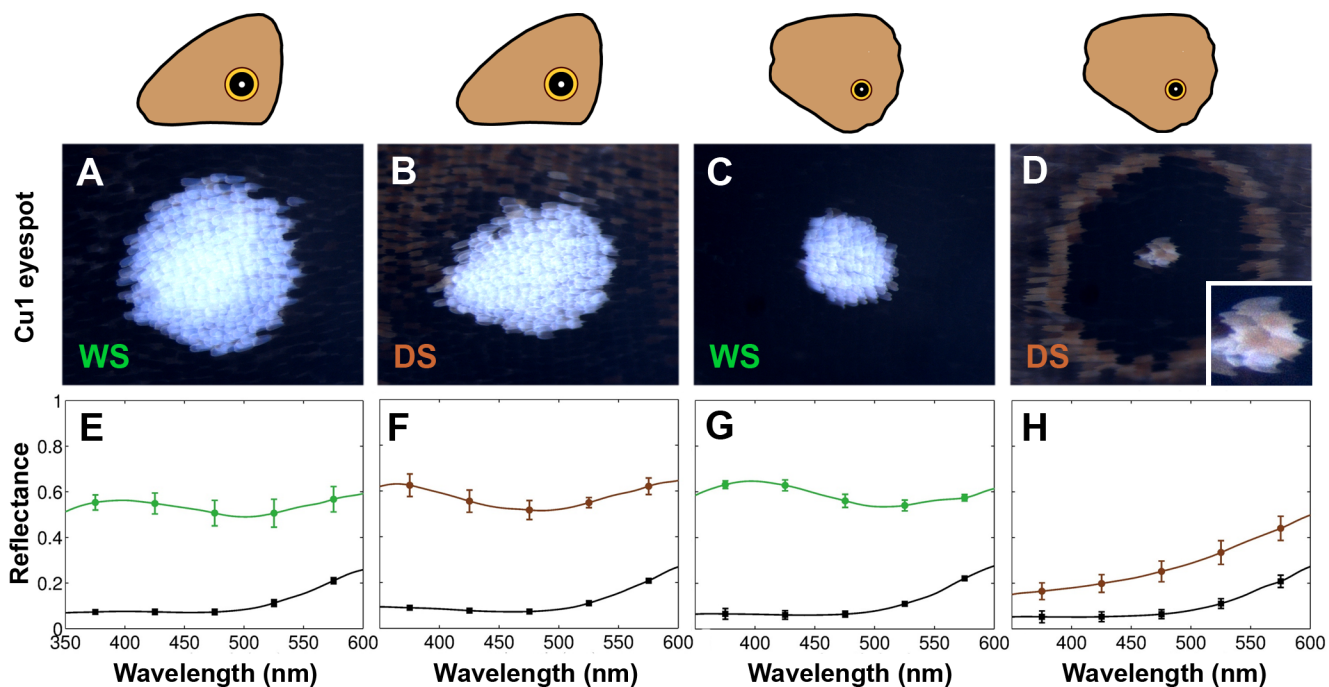 A
B
C
D
Cu1 eyespot
WS
DS
WS
DS
E
F
G
H
Reflectance
1
0.8
0.6
0.4
0.2
0
350 400 450 500 550 600
400 450 500 550 600
400 450 500 550 600
400 450 500 550 600
Wavelength (nm)
Wavelength (nm)
Wavelength (nm)
Wavelength (nm)